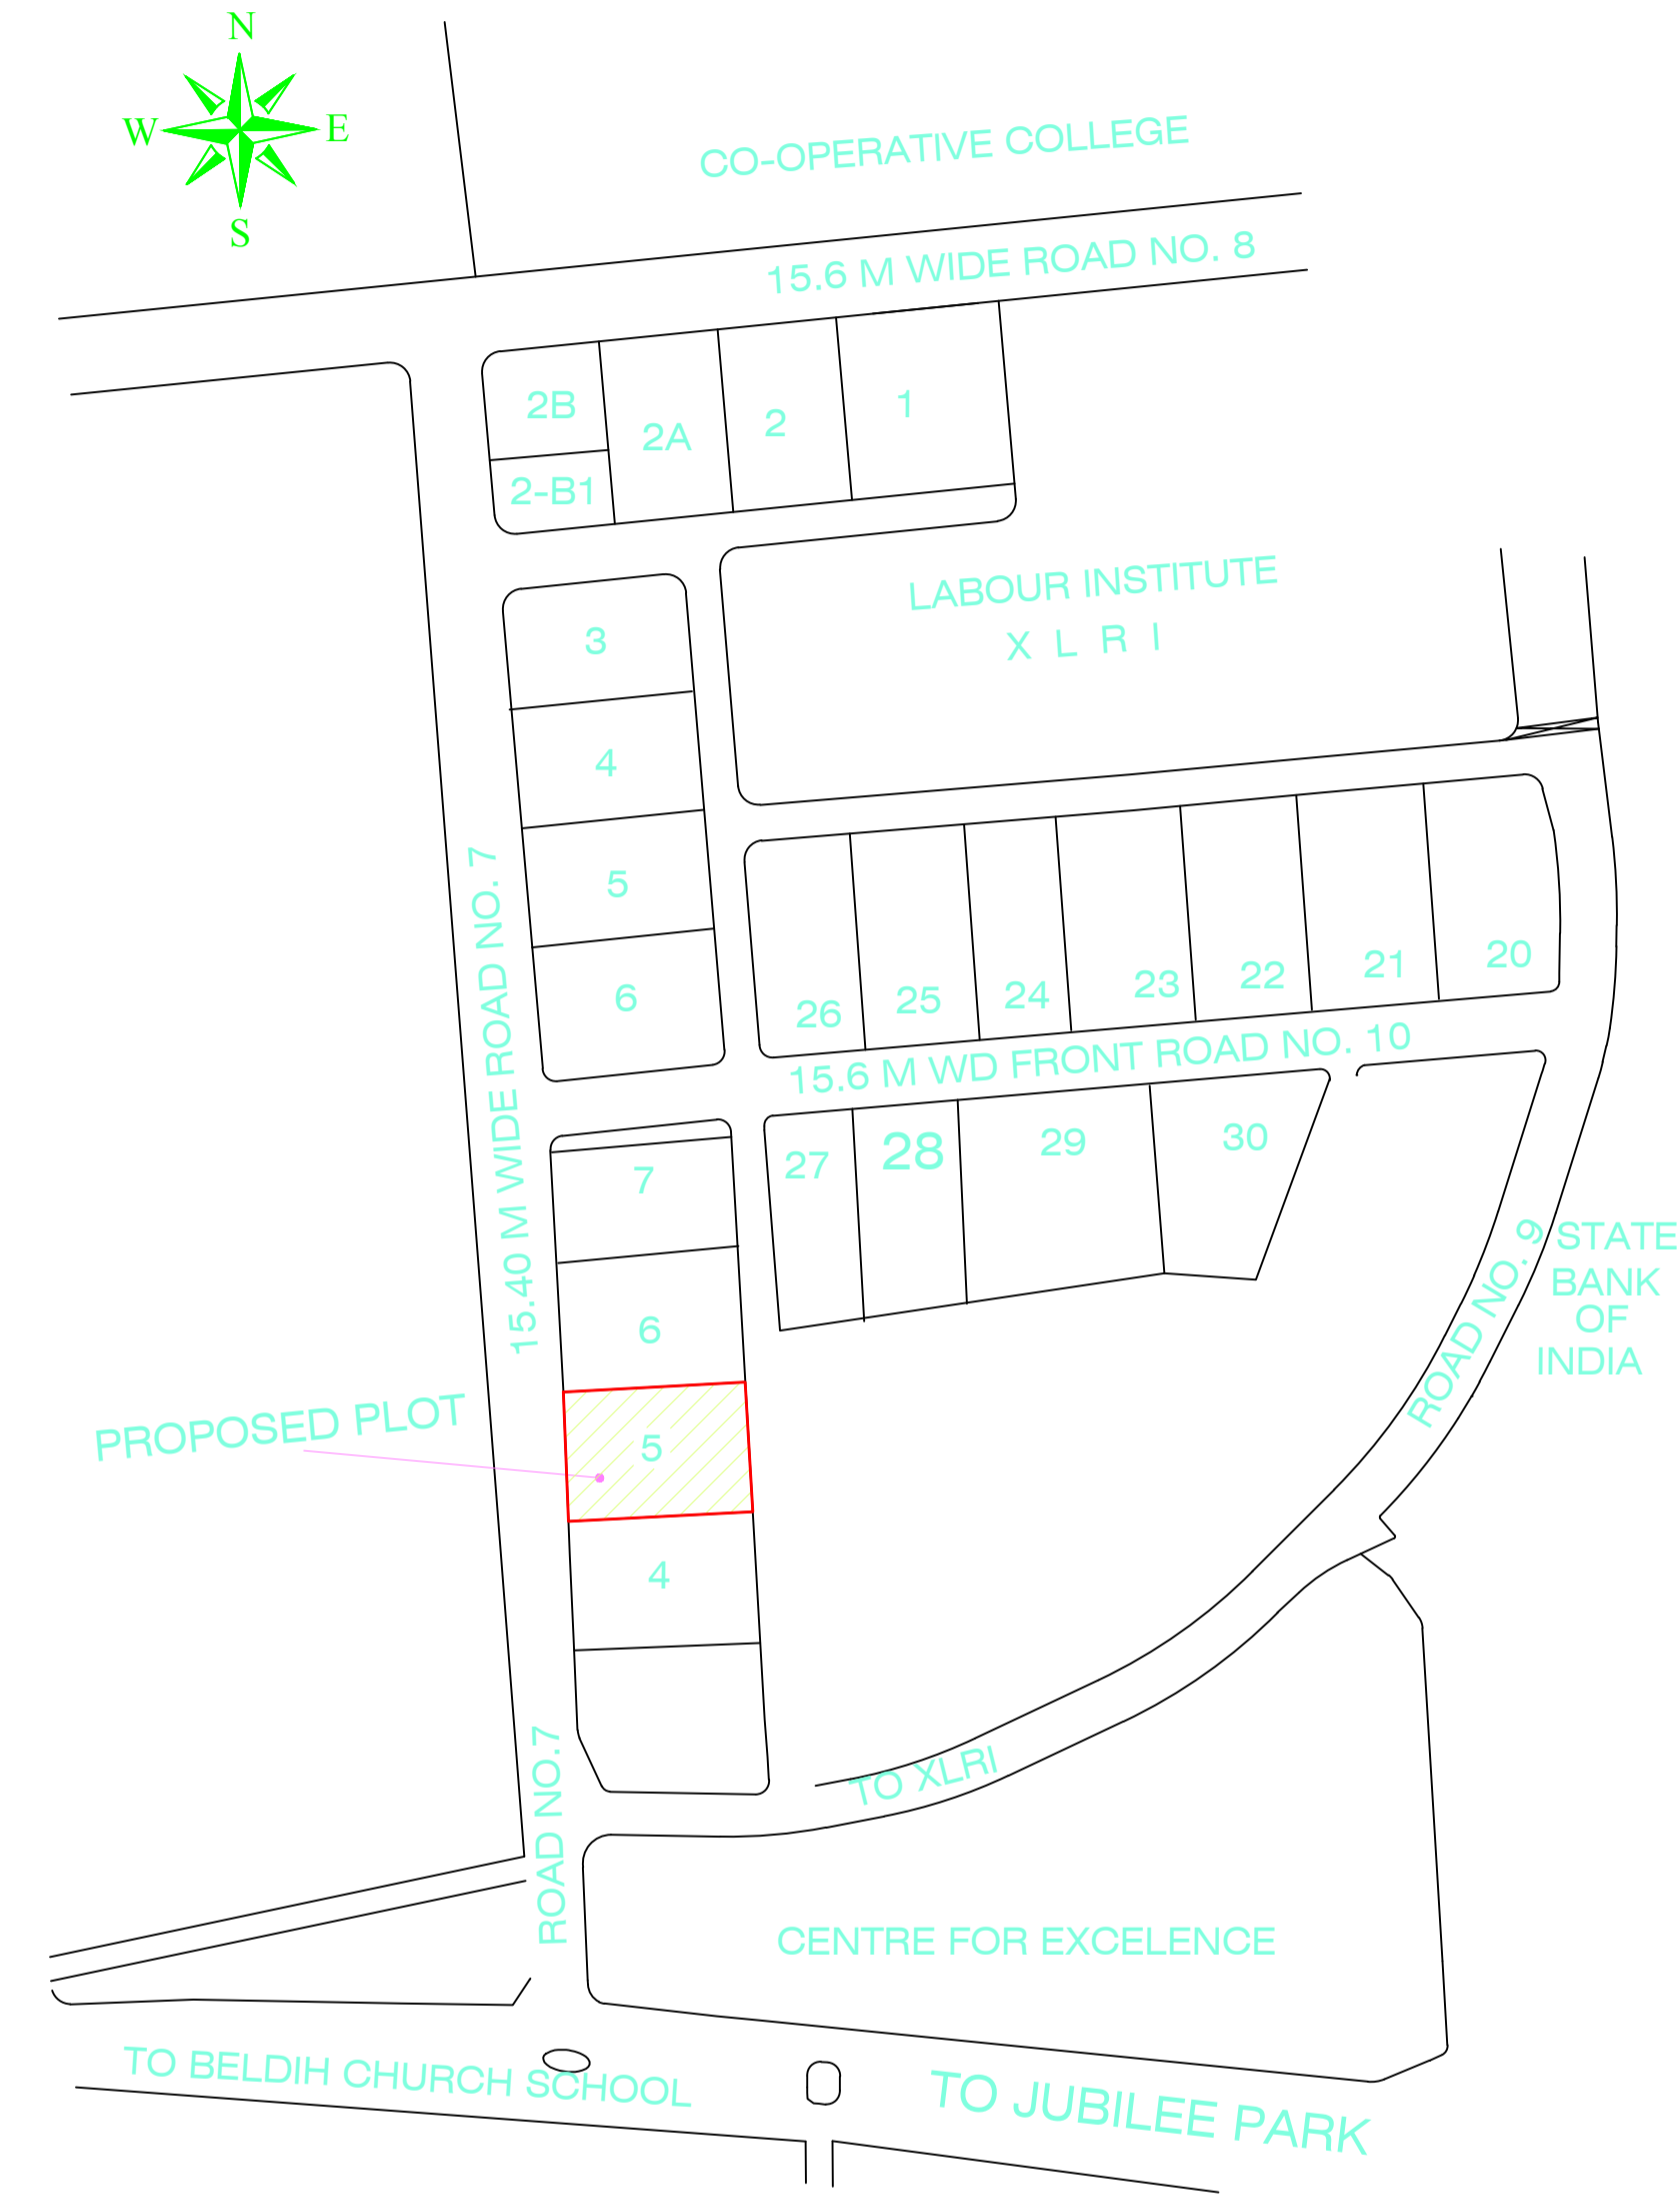 N
W
E
S
CO-OPERATIVE COLLEGE
15.6 M WIDE ROAD NO. 8
2B
2A
2
1
2-B1
LABOUR INSTITUTE
X L R I
3
4
5
6
15.40 M WIDE ROAD NO. 7
26
25
24
23
22
21
20
15.6 M WD FRONT ROAD NO. 10
7
27
28
29
30
6
ROAD NO. 9
STATE
BANK
OF
INDIA
PROPOSED PLOT
5
4
ROAD NO.7
TO XLRI
CENTRE FOR EXCELENCE
TO BELDIH CHURCH SCHOOL
TO JUBILEE PARK